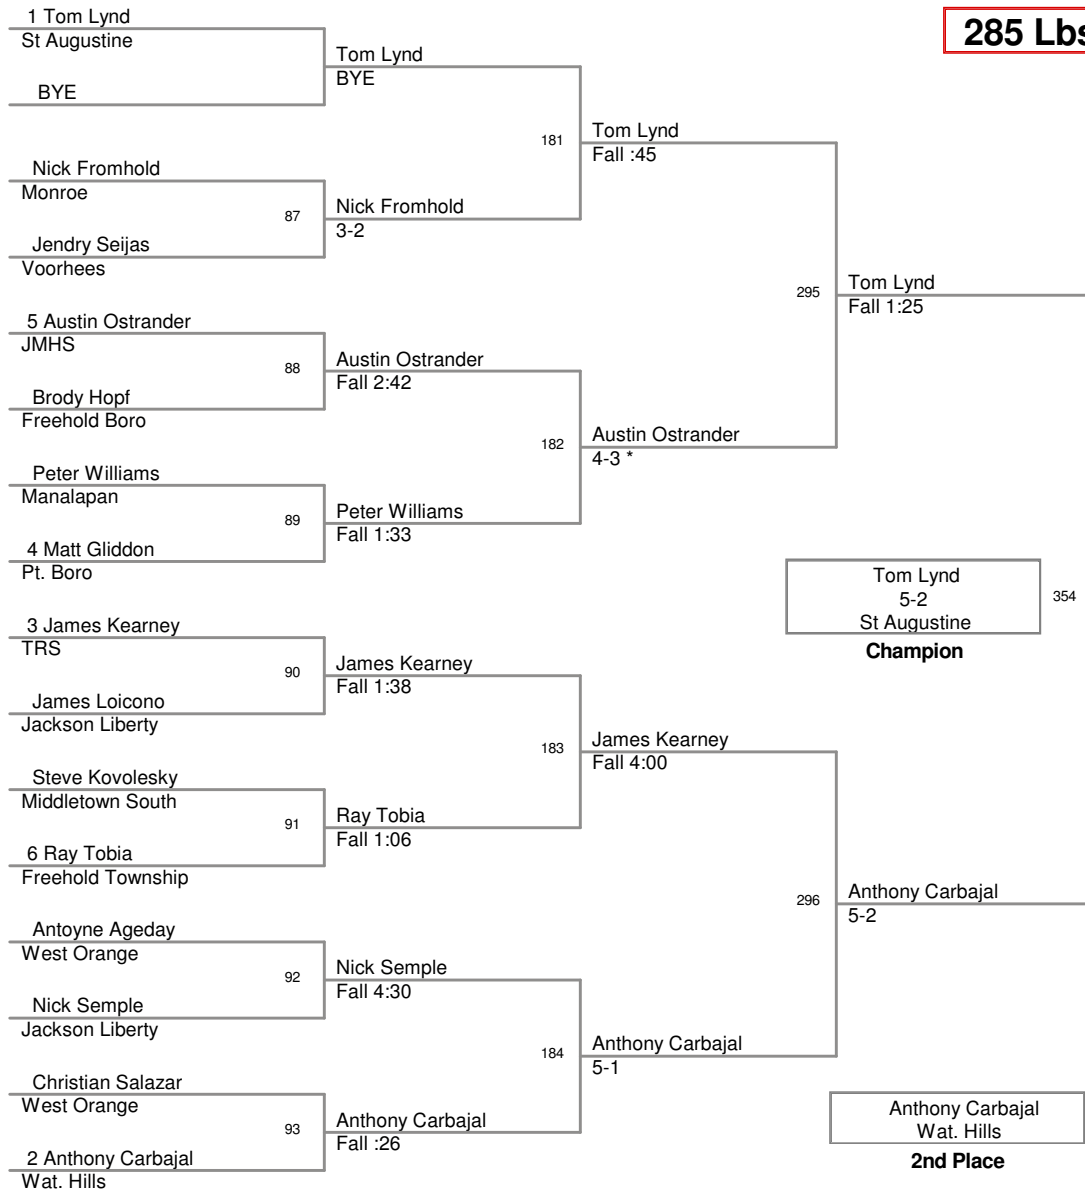 1 Tom Lynd
St Augustine
BYE
Nick Fromhold
Monroe
87
Jendry Seijas
Voorhees
5 Austin Ostrander
JMHS
88
Brody Hopf
Freehold Boro
Peter Williams
Manalapan
89
4 Matt Gliddon
Pt. Boro
3 James Kearney
TRS
90
James Loicono
Jackson Liberty
Steve Kovolesky
Middletown South
91
6 Ray Tobia
Freehold Township
Antoyne Ageday
West Orange
92
Nick Semple
Jackson Liberty
Christian Salazar
West Orange
93
2 Anthony Carbajal
Wat. Hills
Tom Lynd
BYE
181
Nick Fromhold
3-2
Austin Ostrander
Fall 2:42
182
Peter Williams
Fall 1:33
James Kearney
Fall 1:38
183
Ray Tobia
Fall 1:06
Nick Semple
Fall 4:30
184
Anthony Carbajal
Fall :26
Tom Lynd
Fall :45
295
Austin Ostrander
4-3 *
James Kearney
Fall 4:00
296
Anthony Carbajal
5-1
285 Lbs
Tom Lynd
Fall 1:25
Tom Lynd
5-2
St Augustine
354
Champion
Anthony Carbajal
5-2
Anthony Carbajal
Wat. Hills
2nd Place